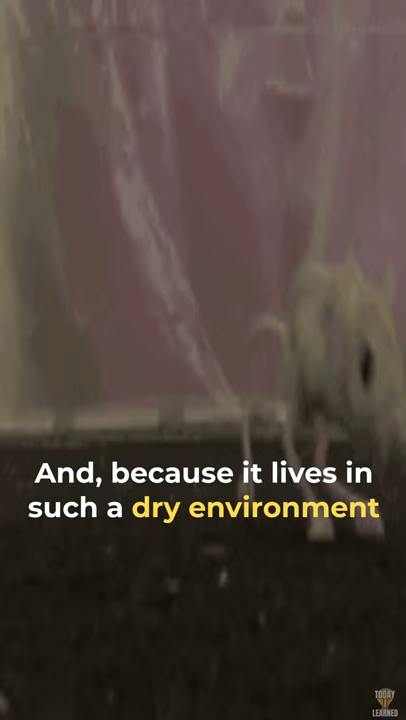 And, because it lives in
such a dry environment
TODAY
LEARNED